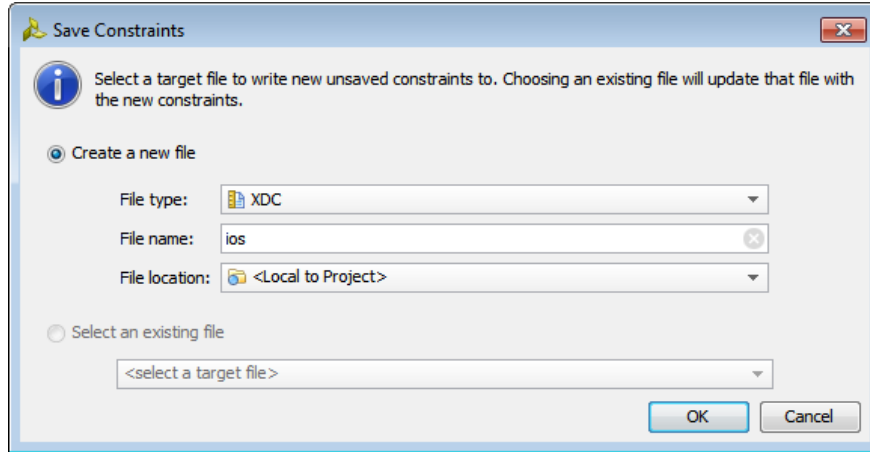 Save Constraints
Select a target file to write new unsaved constraints to. Choosing an existing file will update that file with
the new constraints.
Create a new file
File type: XDC
File name: ios
File location: <Local to Project>
Select an existing file
<select a target file>
OK Cancel